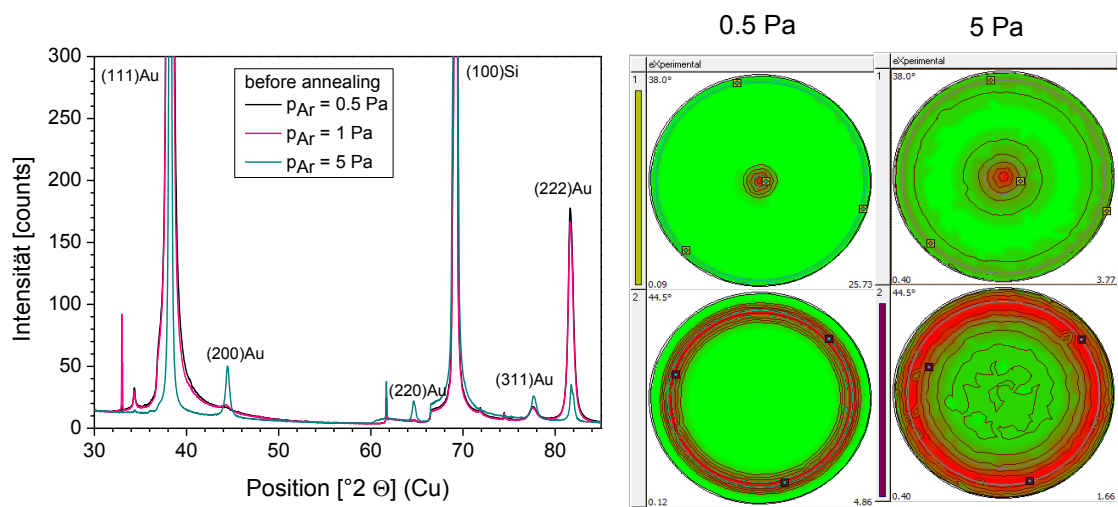 0.5 Pa
5 Pa
300
250
200
150
100
50
0
30
40
50
60
70
80
Intensität [counts]
Position [°2 Θ] (Cu)
(111)Au
before annealing
pAr = 0.5 Pa
pAr = 1 Pa
pAr = 5 Pa
(100)Si
(222)Au
(200)Au
(220)Au
(311)Au
eXperimental
1
38.0°
0.09
25.73
2
44.5°
0.12
4.86
eXperimental
1
38.0°
0.40
3.77
2
44.5°
0.40
1.66